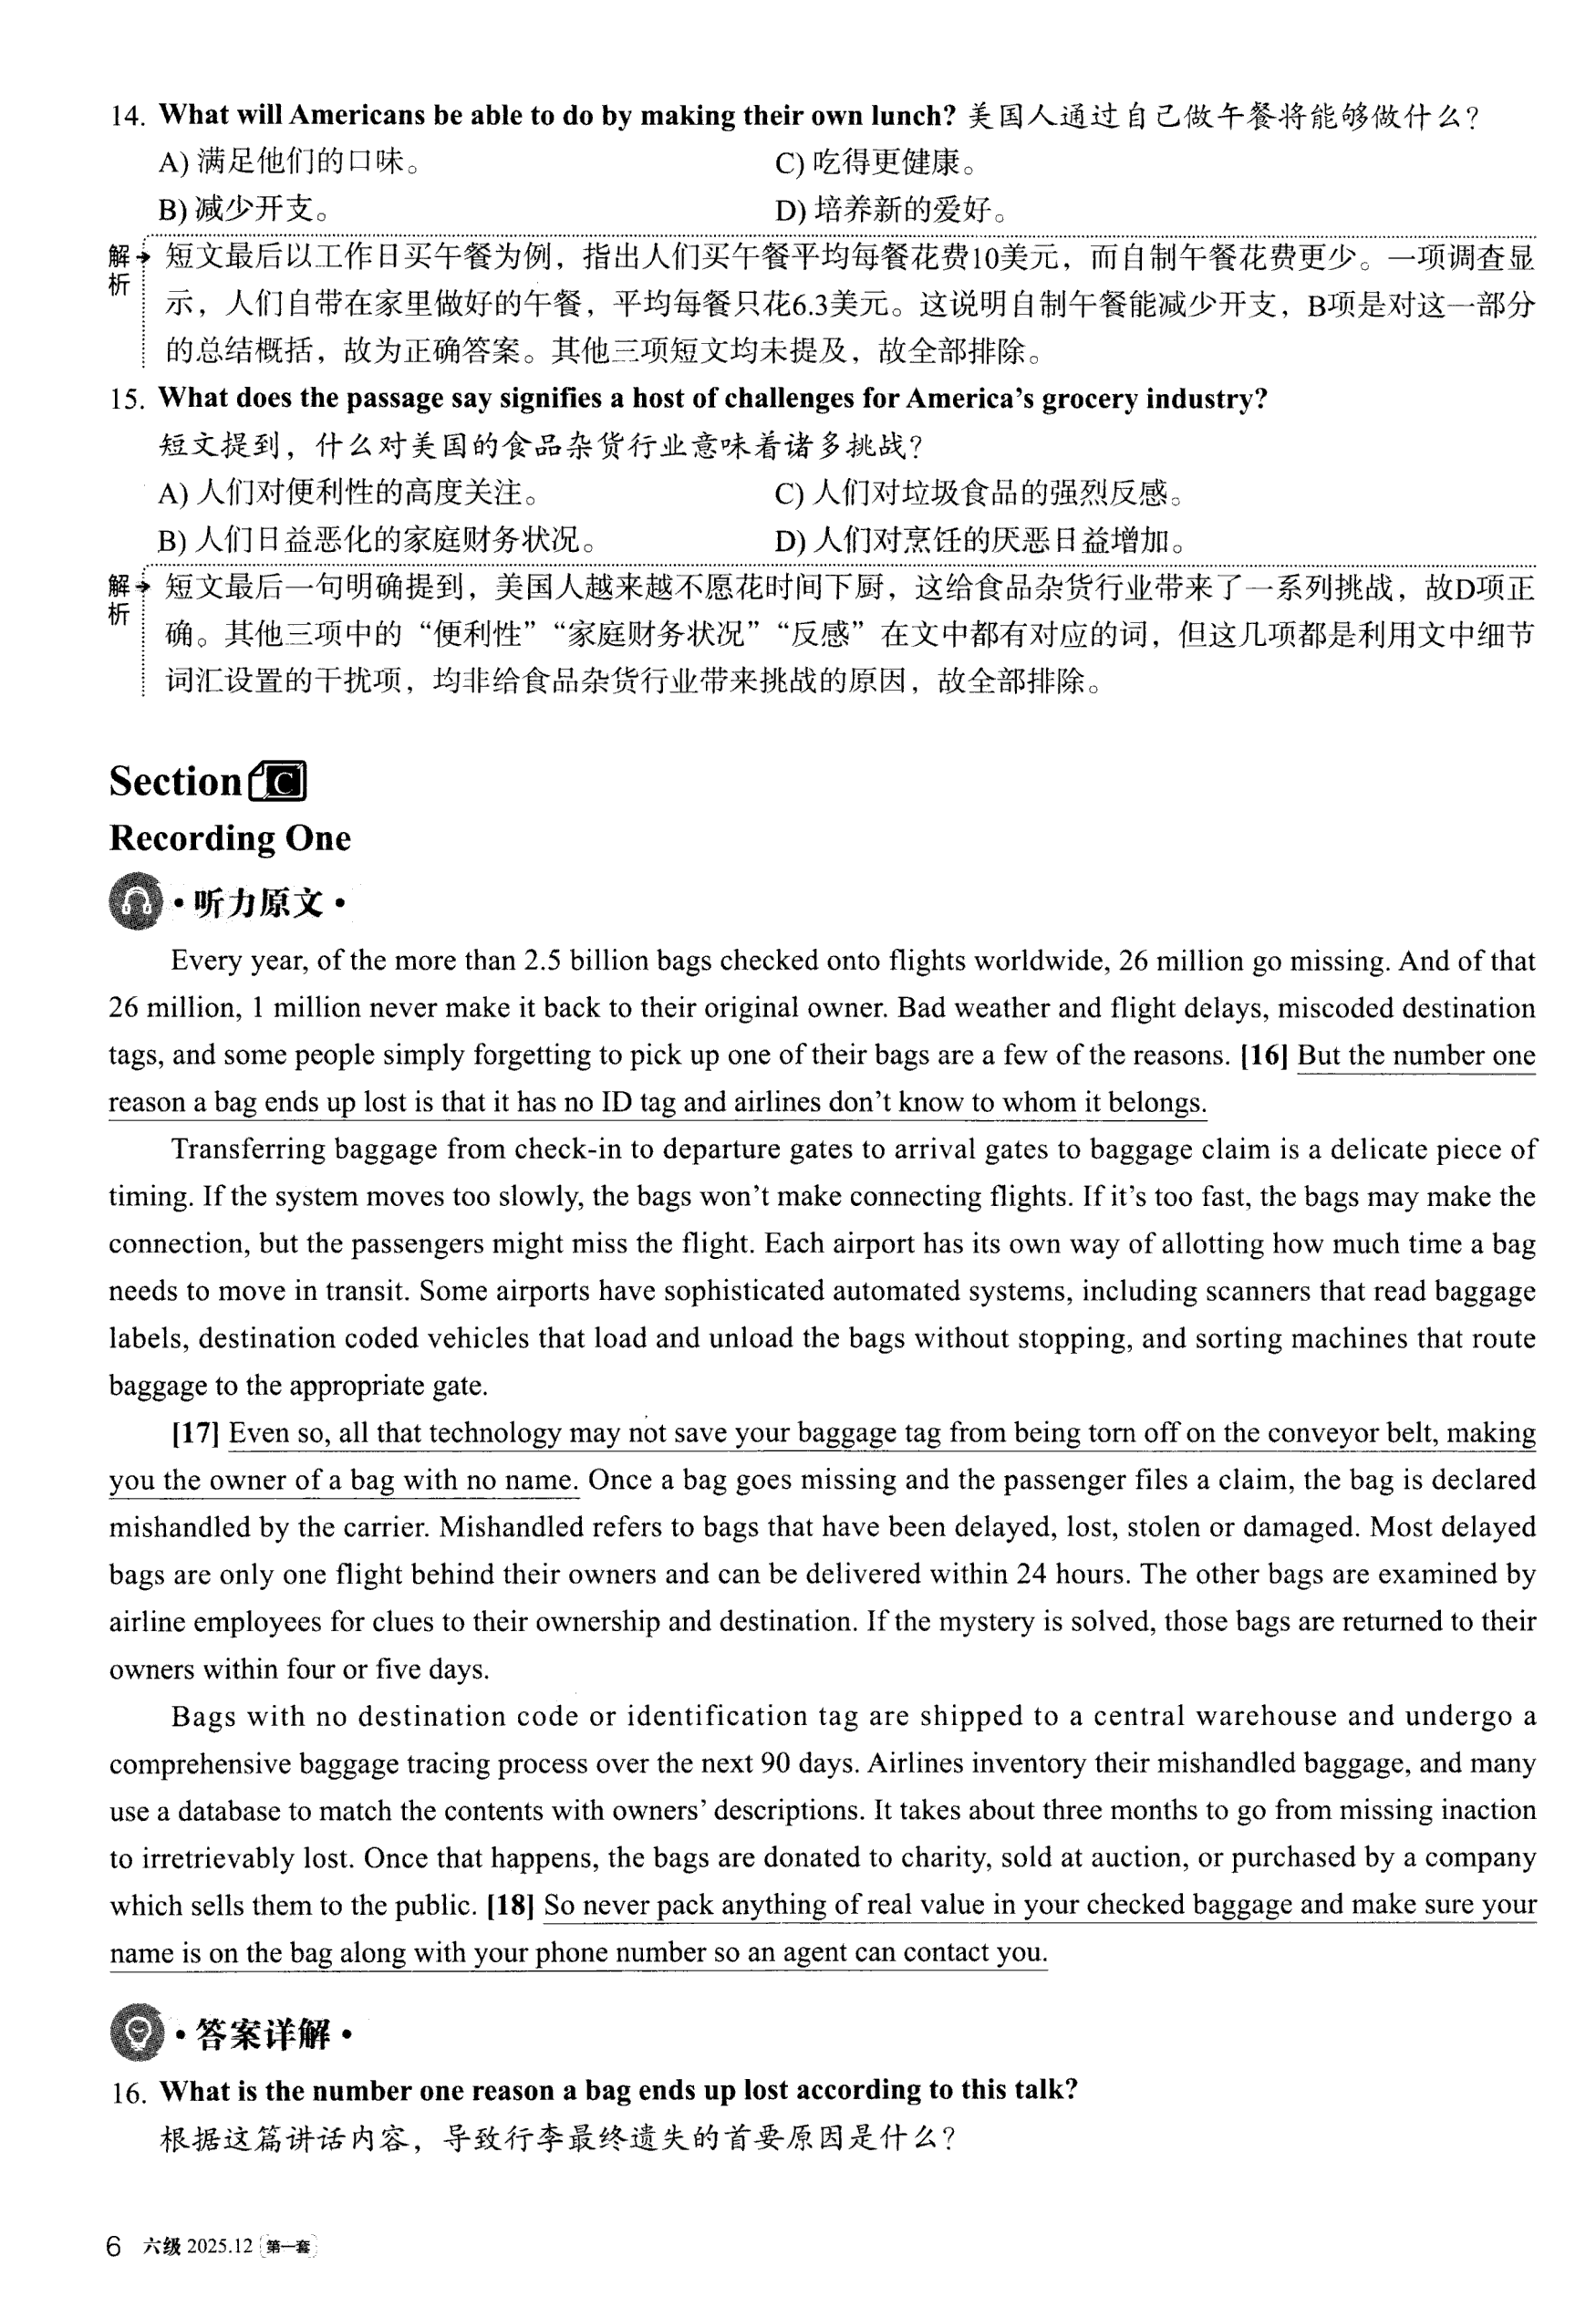 14. What will Americans be able to do by making their own lunch? 美国人通过自己做午餐将能够做什么？
A) 满足他们的口味。 C) 吃得更健康。
B) 减少开支。 D) 培养新的爱好。
解析 短文最后以工作日买午餐为例，指出人们买午餐平均每餐花费10美元，而自制午餐花费更少。一项调查显
示，人们自带在家里做好的午餐，平均每餐只花6.3美元。这说明自制午餐能减少开支，B项是对这一部分
的总结概括，故为正确答案。其他三项短文均未提及，故全部排除。
15. What does the passage say signifies a host of challenges for America's grocery industry?
短文提到，什么对美国的食品杂货行业意味着诸多挑战？
A) 人们对便利性的高度关注。 C) 人们对垃圾食品的强烈反感。
B) 人们日益恶化的家庭财务状况。 D) 人们对烹饪的厌恶日益增加。
解析 短文最后一句明确提到，美国人越来越不愿花时间下厨，这给食品杂货行业带来了一系列挑战，故D项正
确。其他三项中的“便利性”“家庭财务状况”“反感”在文中都有对应的词，但这几项都是利用文中细节
词汇设置的干扰项，均非给食品杂货行业带来挑战的原因，故全部排除。
Section C
Recording One
·听力原文·
Every year, of the more than 2.5 billion bags checked onto flights worldwide, 26 million go missing. And of that
26 million, 1 million never make it back to their original owner. Bad weather and flight delays, miscoded destination
tags, and some people simply forgetting to pick up one of their bags are a few of the reasons. [16] But the number one
reason a bag ends up lost is that it has no ID tag and airlines don't know to whom it belongs.
Transferring baggage from check-in to departure gates to arrival gates to baggage claim is a delicate piece of
timing. If the system moves too slowly, the bags won't make connecting flights. If it's too fast, the bags may make the
connection, but the passengers might miss the flight. Each airport has its own way of allotting how much time a bag
needs to move in transit. Some airports have sophisticated automated systems, including scanners that read baggage
labels, destination coded vehicles that load and unload the bags without stopping, and sorting machines that route
baggage to the appropriate gate.
[17] Even so, all that technology may not save your baggage tag from being torn off on the conveyor belt, making
you the owner of a bag with no name. Once a bag goes missing and the passenger files a claim, the bag is declared
mishandled by the carrier. Mishandled refers to bags that have been delayed, lost, stolen or damaged. Most delayed
bags are only one flight behind their owners and can be delivered within 24 hours. The other bags are examined by
airline employees for clues to their ownership and destination. If the mystery is solved, those bags are returned to their
owners within four or five days.
Bags with no destination code or identification tag are shipped to a central warehouse and undergo a
comprehensive baggage tracing process over the next 90 days. Airlines inventory their mishandled baggage, and many
use a database to match the contents with owners' descriptions. It takes about three months to go from missing inaction
to irretrievably lost. Once that happens, the bags are donated to charity, sold at auction, or purchased by a company
which sells them to the public. [18] So never pack anything of real value in your checked baggage and make sure your
name is on the bag along with your phone number so an agent can contact you.
·答案详解·
16. What is the number one reason a bag ends up lost according to this talk?
根据这篇讲话内容，导致行李最终遗失的首要原因是什么？
6 六级 2025.12 第一套